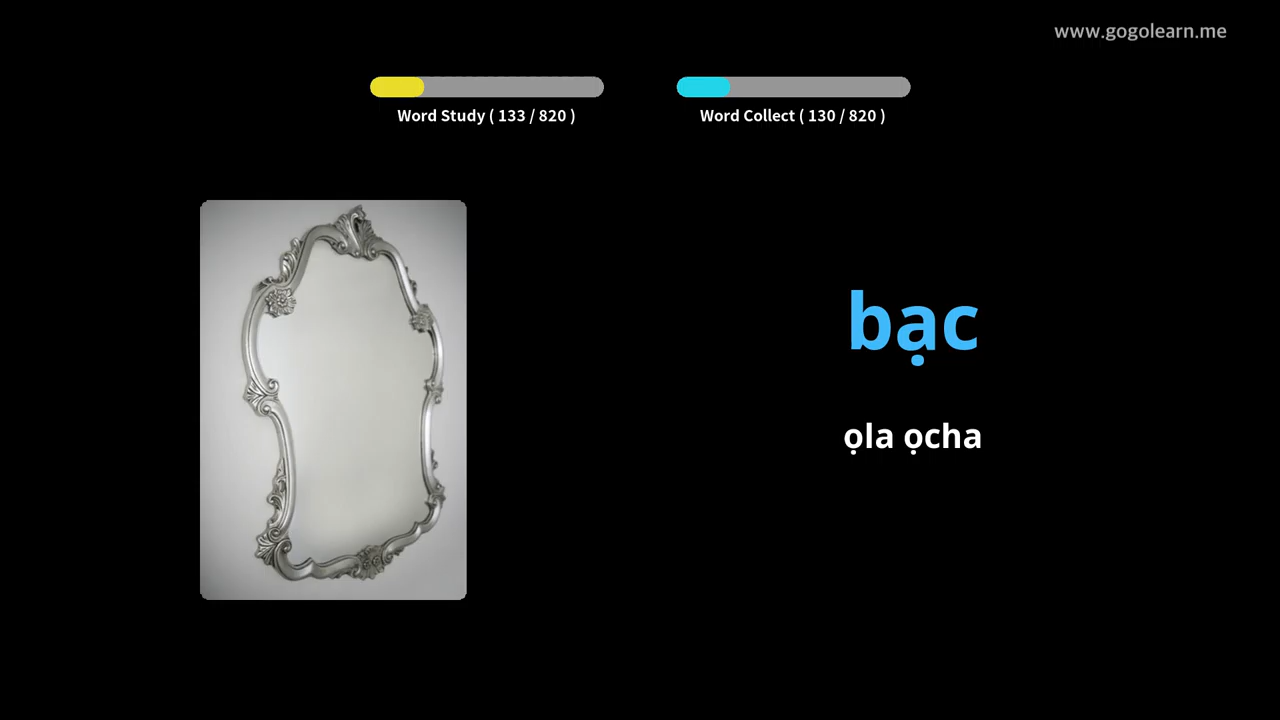 www.gogolearn.me
Word Study ( 133 / 820 )
Word Collect ( 130 / 820 )
bạc
ọla ọcha